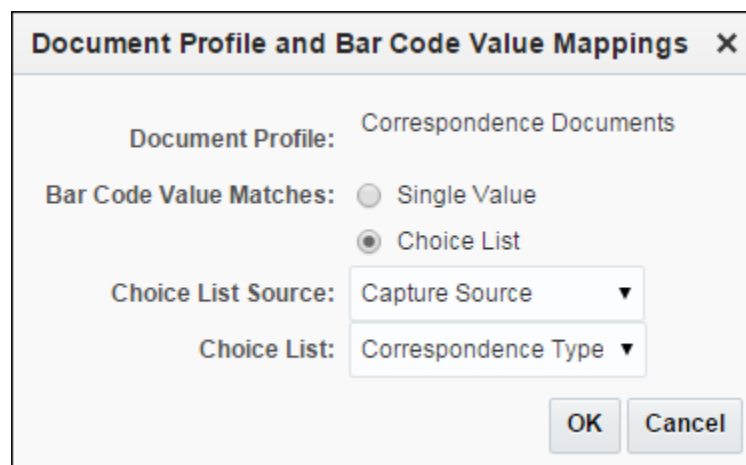 Document Profile and Bar Code Value Mappings ×
Document Profile: Correspondence Documents
Bar Code Value Matches: Single Value
Choice List
Choice List Source: Capture Source
Choice List: Correspondence Type
OK Cancel